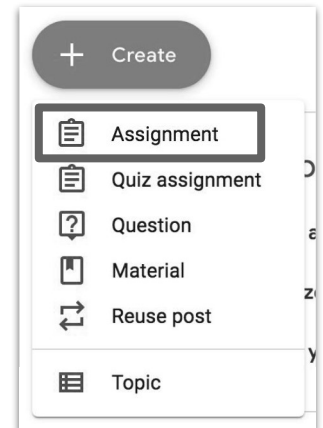 + Create
Assignment
Quiz assignment
Question
Material
Reuse post
Topic